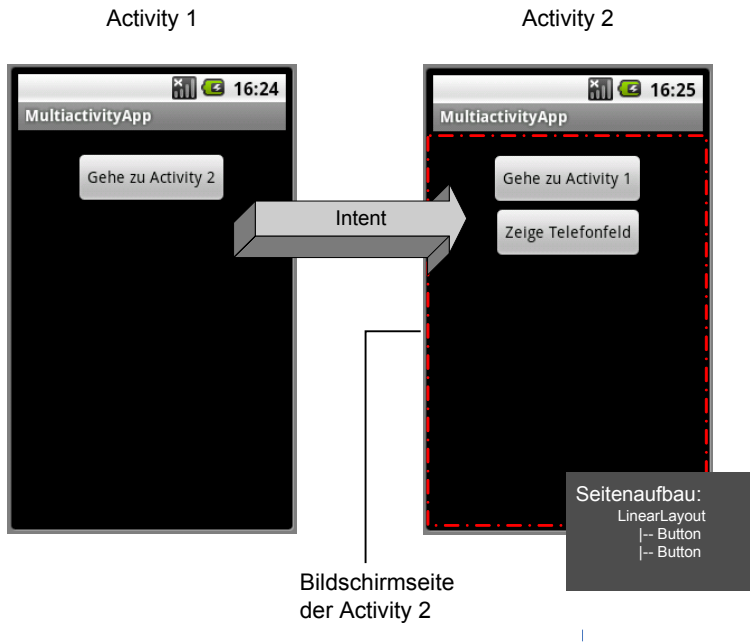 Activity 1
Activity 2
16:24
MultiactivityApp
Gehe zu Activity 2
Intent
16:25
MultiactivityApp
Gehe zu Activity 1
Zeige Telefonfeld
Seitenaufbau:
LinearLayout
|-- Button
|-- Button
Bildschirmseite
der Activity 2